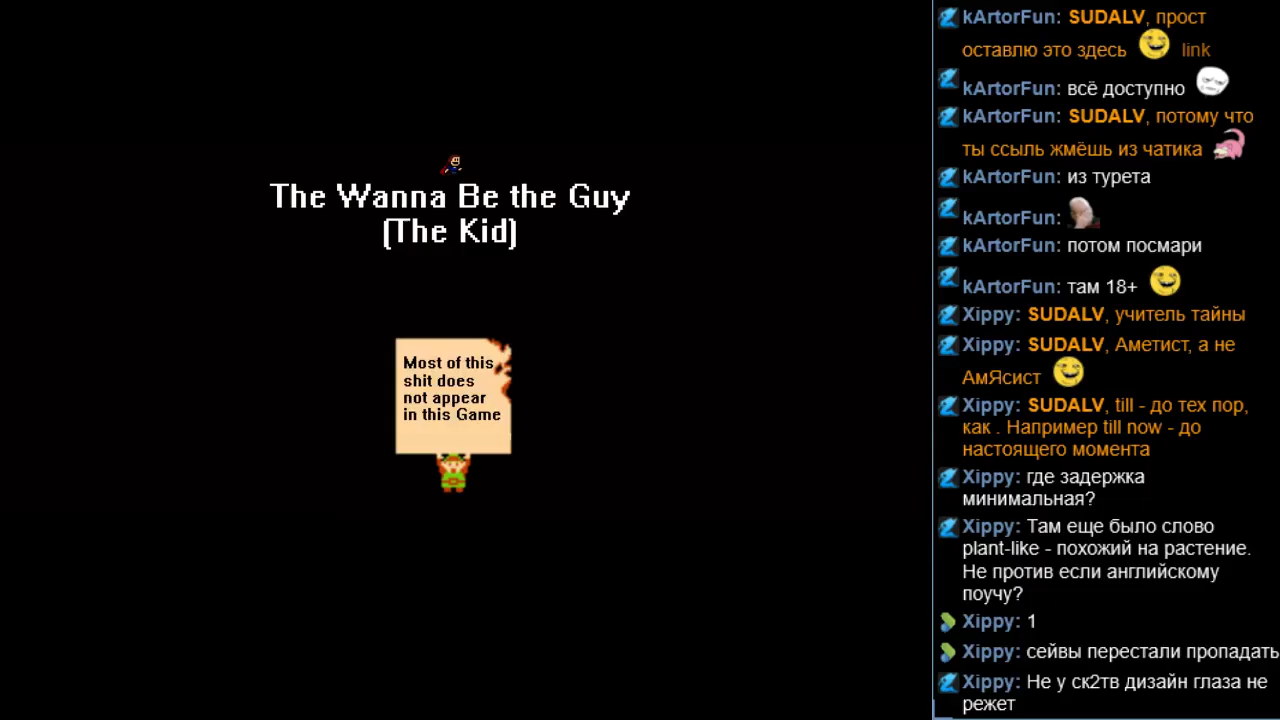 The Wanna Be the Guy
(The Kid)
Most of this
shit does
not appear
in this Game
kArtorFun: SUDALV, прост
оставлю это здесь link
kArtorFun: всё доступно
kArtorFun: SUDALV, потому что
ты ссыль жмёшь из чатика
kArtorFun: из турета
kArtorFun:
kArtorFun: потом посмари
kArtorFun: там 18+
Xippy: SUDALV, учитель тайны
Xippy: SUDALV, Аметист, а не
АмЯсист
Xippy: SUDALV, till - до тех пор,
как . Например till now - до
настоящего момента
Xippy: где задержка
минимальная?
Xippy: Там еще было слово
plant-like - похожий на растение.
Не против если английскому
поучу?
Xippy: 1
Xippy: сейвы перестали пропадать
Xippy: Не у ск2тв дизайн глаза не
режет